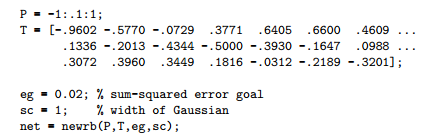 P = -1:.1:1;
T = [-.9602 -.5770 -.0729 .3771 .6405 .6600 .4609 ...
.1336 -.2013 -.4344 -.5000 -.3930 -.1647 .0988 ...
.3072 .3960 .3449 .1816 -.0312 -.2189 -.3201];
eg = 0.02; % sum-squared error goal
sc = 1; % width of Gaussian
net = newrb(P,T,eg,sc);